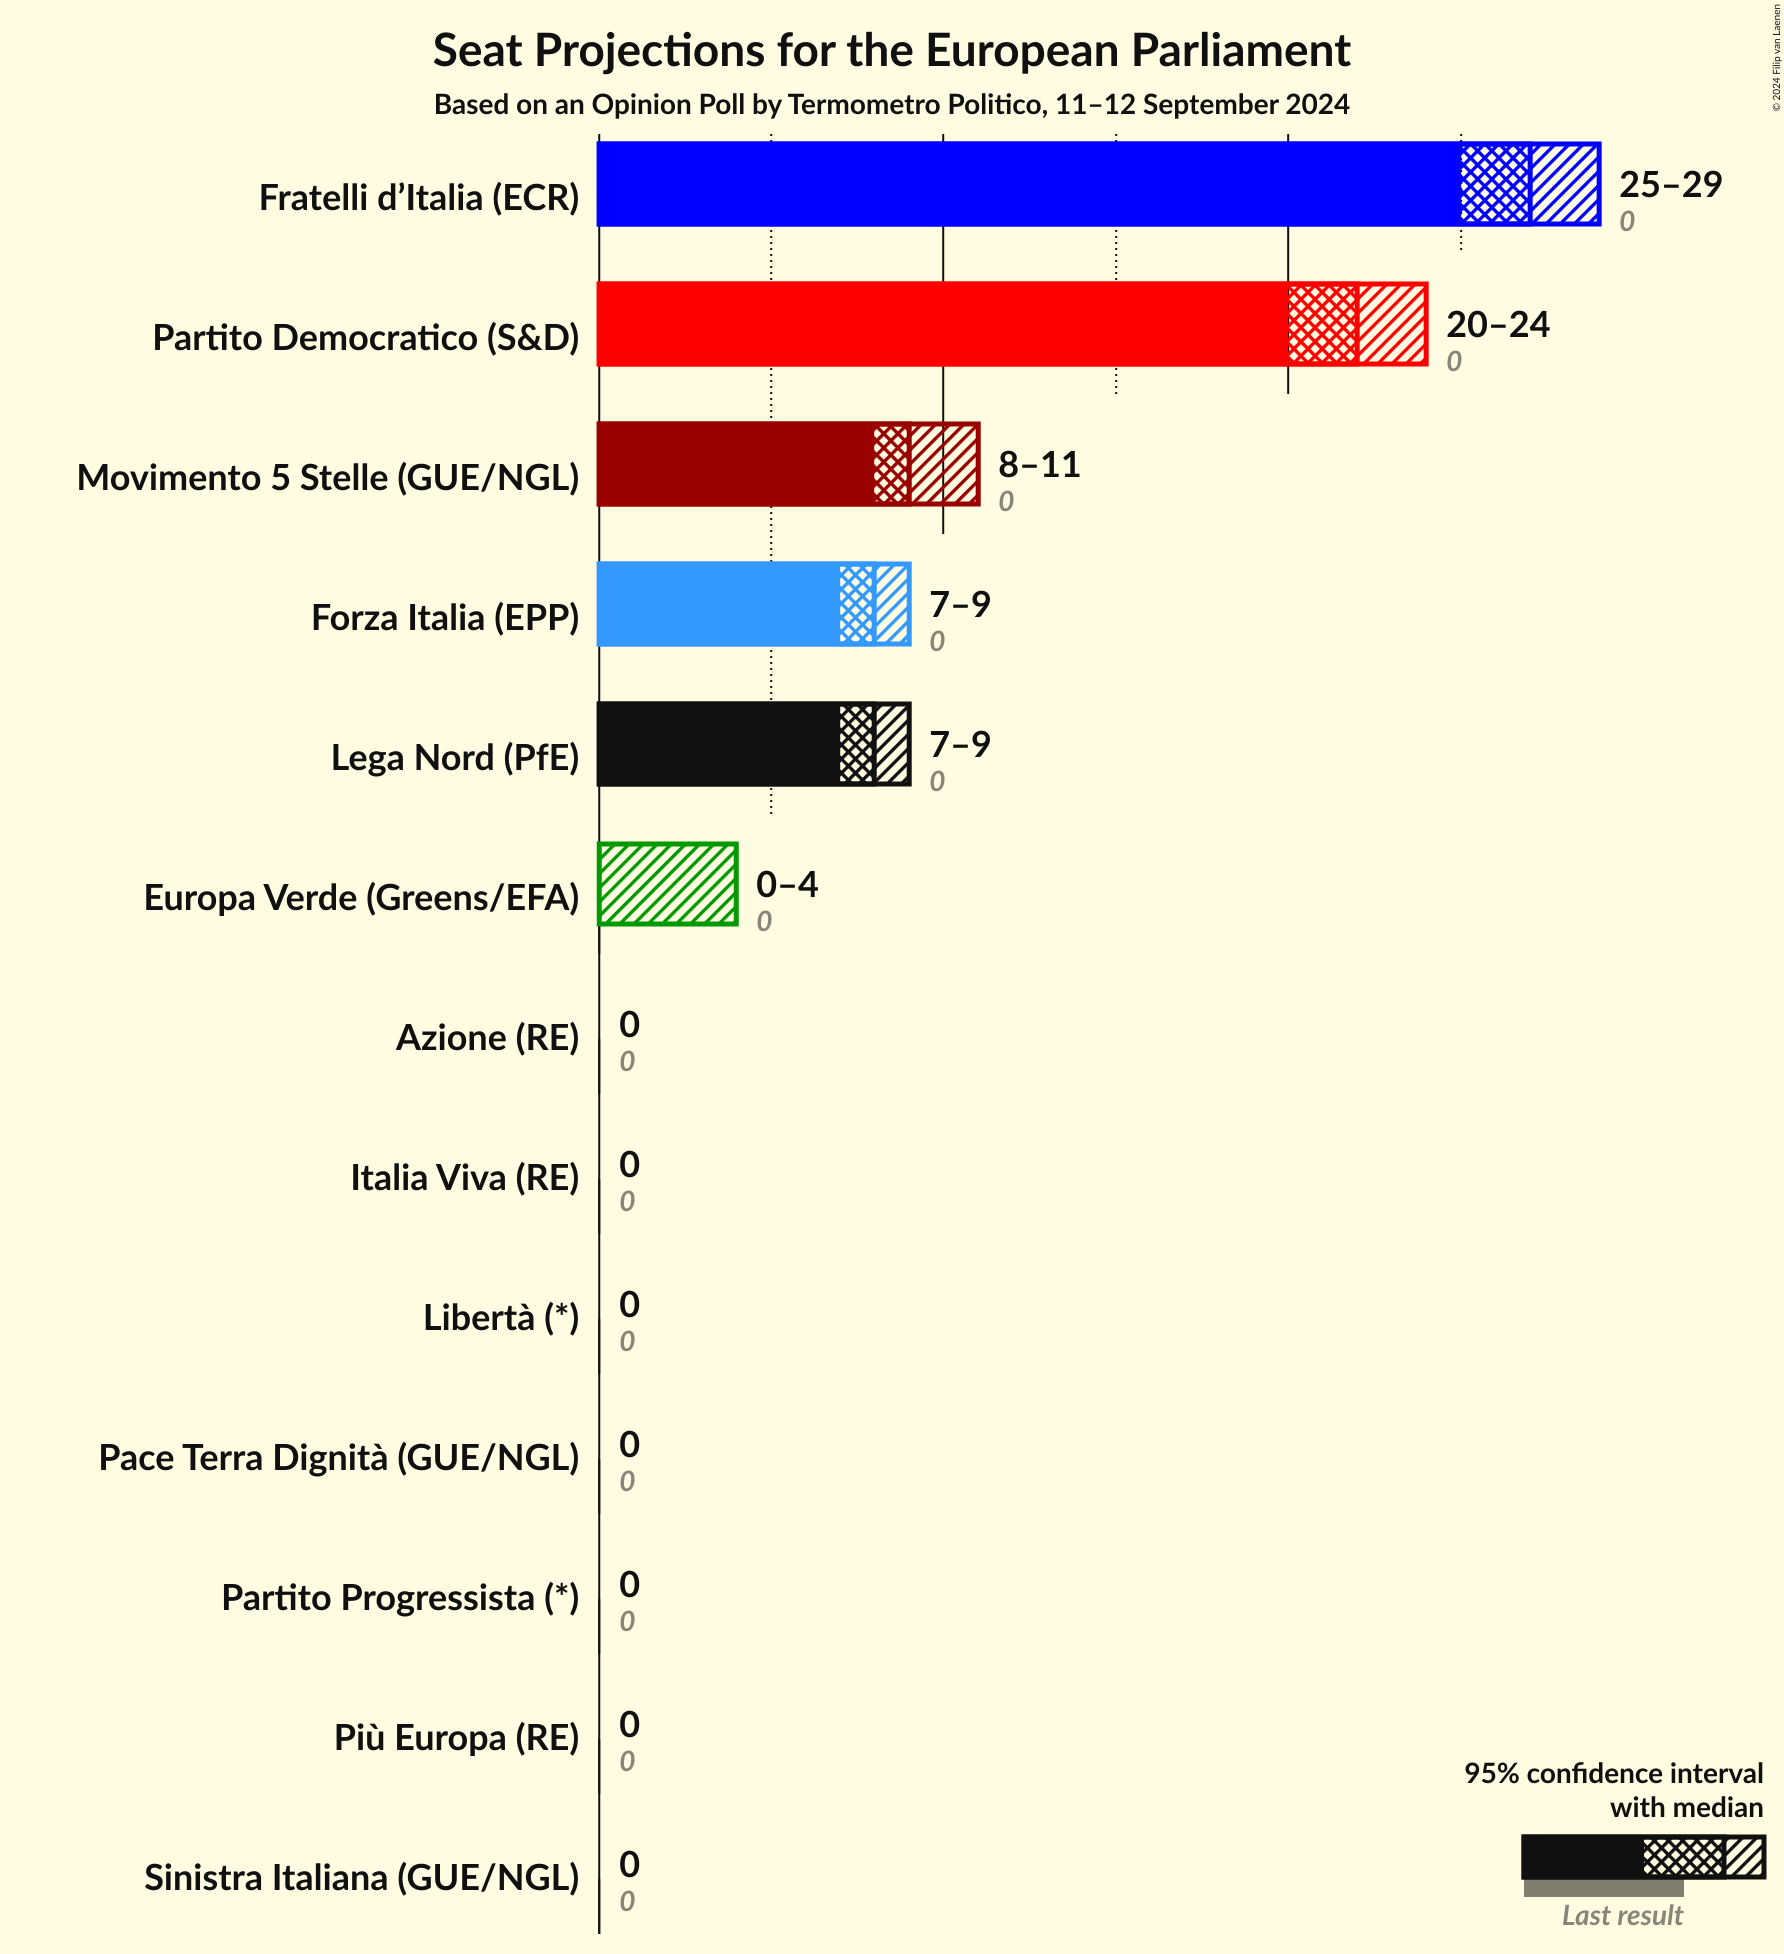 Seat Projections for the European Parliament
Based on an Opinion Poll by Termometro Politico, 11–12 September 2024
© 2024 Filip van Laenen
Fratelli d’Italia (ECR)
25–29
0
Partito Democratico (S&D)
20–24
0
Movimento 5 Stelle (GUE/NGL)
8–11
0
Forza Italia (EPP)
7–9
0
Lega Nord (PfE)
7–9
0
Europa Verde (Greens/EFA)
0–4
0
Azione (RE)
0
0
Italia Viva (RE)
0
0
Libertà (*)
0
0
Pace Terra Dignità (GUE/NGL)
0
0
Partito Progressista (*)
0
0
Più Europa (RE)
0
0
Sinistra Italiana (GUE/NGL)
0
0
95% confidence interval
with median
Last result